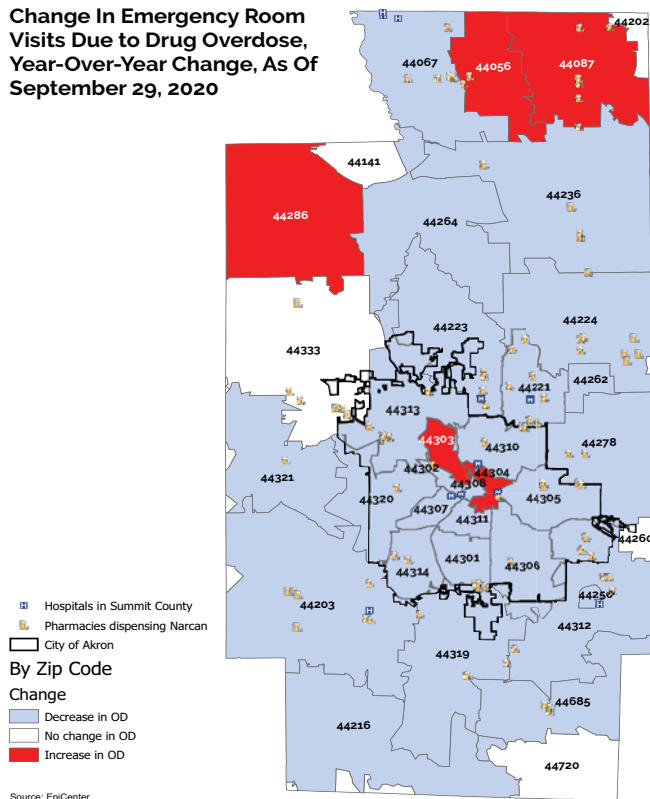 Change In Emergency Room
Visits Due to Drug Overdose,
Year-Over-Year Change, As Of
September 29, 2020
44202
44067
44056
44087
44141
44236
44286
44264
44223
44224
44333
44262
44221
44313
44303
44310
44278
44302
44304
44321
44308
44320
44305
44307
44311
44260
44301
44306
44314
44250
44203
44312
44319
44685
44216
44720
H Hospitals in Summit County
Pharmacies dispensing Narcan
City of Akron
By Zip Code
Change
Decrease in OD
No change in OD
Increase in OD
Source: EpiCenter